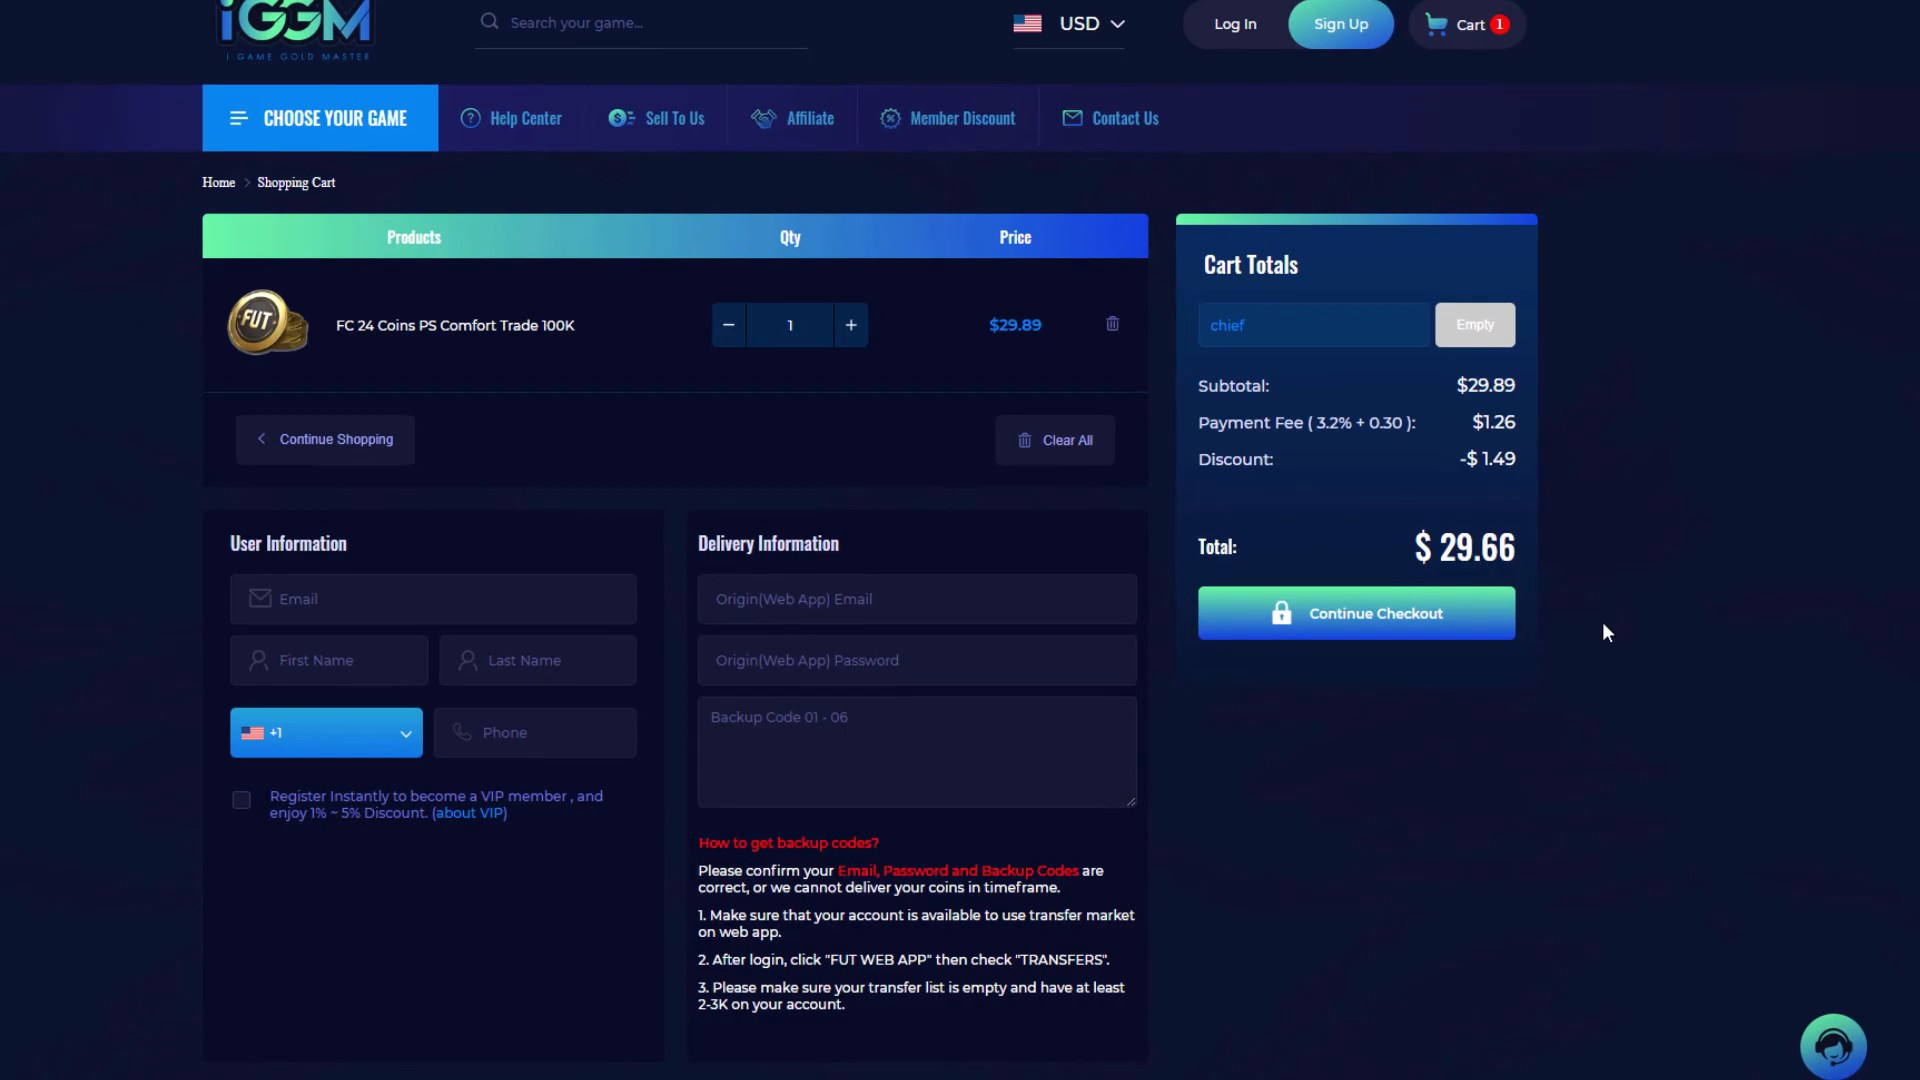 iGGM
I GAME GOLD MASTER
Search your game...
USD
Log In
Sign Up
Cart 1
CHOOSE YOUR GAME
Help Center
Sell To Us
Affiliate
Member Discount
Contact Us
Home > Shopping Cart
Products
Qty
Price
FUT
FC 24 Coins PS Comfort Trade 100K
− 1 +
$29.89
Continue Shopping
Clear All
Cart Totals
chief
Empty
Subtotal: $29.89
Payment Fee ( 3.2% + 0.30 ): $1.26
Discount: -$ 1.49
Total: $ 29.66
Continue Checkout
User Information
Email
First Name
Last Name
+1
Phone
Register Instantly to become a VIP member , and
enjoy 1% ~ 5% Discount. (about VIP)
Delivery Information
Origin(Web App) Email
Origin(Web App) Password
Backup Code 01 - 06
How to get backup codes?
Please confirm your Email, Password and Backup Codes are
correct, or we cannot deliver your coins in timeframe.
1. Make sure that your account is available to use transfer market
on web app.
2. After login, click "FUT WEB APP" then check "TRANSFERS".
3. Please make sure your transfer list is empty and have at least
2-3K on your account.